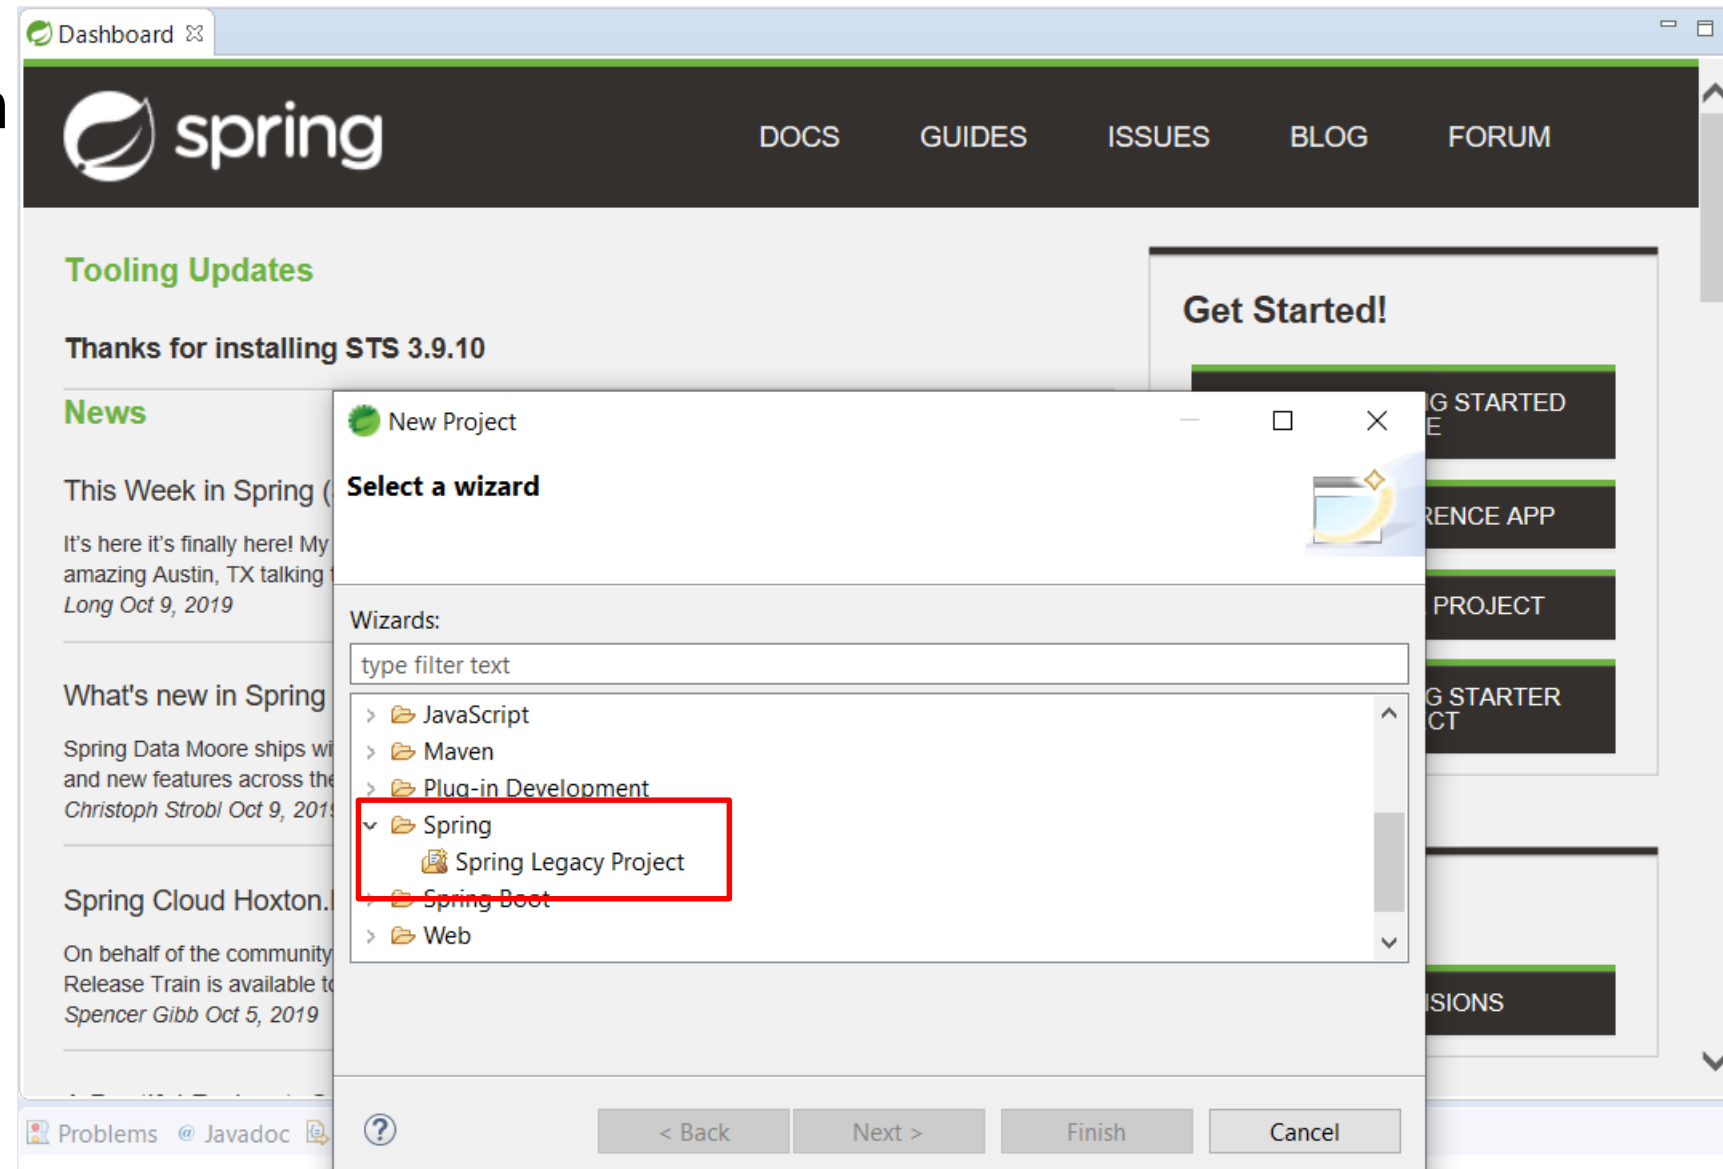 Dashboard
spring
DOCS GUIDES ISSUES BLOG FORUM
Tooling Updates
Thanks for installing STS 3.9.10
News
This Week in Spring (
It's here it's finally here! My
amazing Austin, TX talking
Long Oct 9, 2019
What's new in Spring
Spring Data Moore ships
and new features across the
Christoph Strobl Oct 9, 201
Spring Cloud Hoxton.
On behalf of the community
Release Train is available
Spencer Gibb Oct 5, 2019
Get Started!
STARTED
APP
PROJECT
STARTER
New Project
Select a wizard
Wizards:
type filter text
JavaScript
Maven
Plug-in Development
Spring
Spring Legacy Project
Spring Boot
Web
< Back Next > Finish Cancel
Problems @ Javadoc